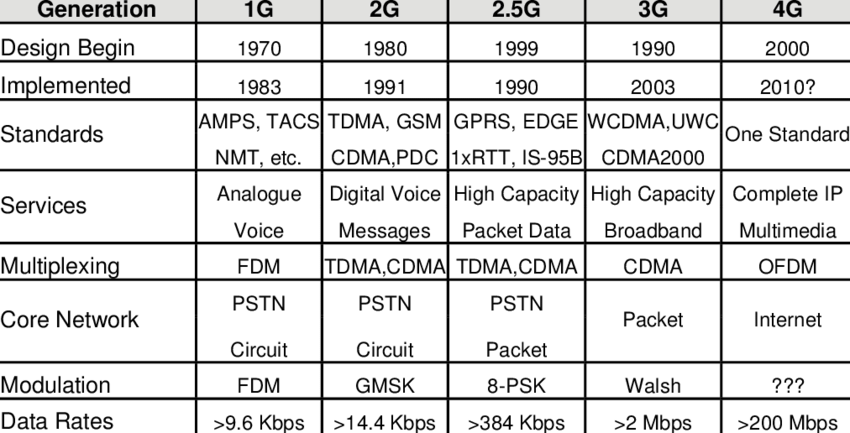 Generation 1G 2G 2.5G 3G 4G
Design Begin 1970 1980 1999 1990 2000
Implemented 1983 1991 1990 2003 2010?
Standards AMPS, TACS NMT, etc. TDMA, GSM CDMA,PDC GPRS, EDGE 1xRTT, IS-95B WCDMA,UWC CDMA2000 One Standard
Services Analogue Voice Digital Voice Messages High Capacity Packet Data High Capacity Broadband Complete IP Multimedia
Multiplexing FDM TDMA,CDMA TDMA,CDMA CDMA OFDM
Core Network PSTN Circuit PSTN Circuit PSTN Packet Packet Internet
Modulation FDM GMSK 8-PSK Walsh ???
Data Rates >9.6 Kbps >14.4 Kbps >384 Kbps >2 Mbps >200 Mbps